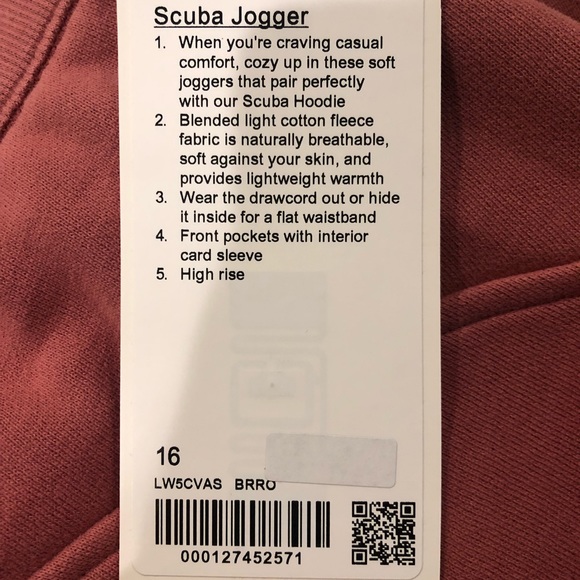 Scuba Jogger
1. When you're craving casual
comfort, cozy up in these soft
joggers that pair perfectly
with our Scuba Hoodie
2. Blended light cotton fleece
fabric is naturally breathable,
soft against your skin, and
provides lightweight warmth
3. Wear the drawcord out or hide
it inside for a flat waistband
4. Front pockets with interior
card sleeve
5. High rise
16
LW5CVAS BRRO
000127452571